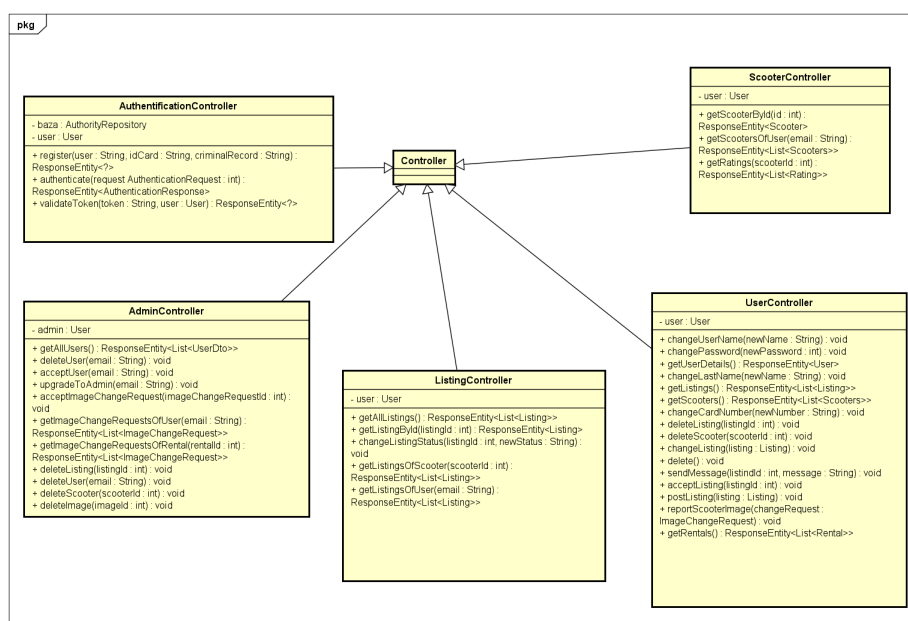 pkg
AuthentificationController
- baza : AuthorityRepository
- user : User
+ register(user : String, idCard : String, criminalRecord : String) :
ResponseEntity<?>
+ authenticate(request AuthenticationRequest : int) :
ResponseEntity<AuthenticationResponse>
+ validateToken(token : String, user : User) : ResponseEntity<?>
Controller
ScooterController
- user : User
+ getScooterById(id : int) :
ResponseEntity<Scooter>
+ getScootersOfUser(email : String) :
ResponseEntity<List<Scooters>>
+ getRatings(scooterId : int) :
ResponseEntity<List<Rating>>
AdminController
- admin : User
+ getAllUsers() : ResponseEntity<List<UserDto>>
+ deleteUser(email : String) : void
+ acceptUser(email : String) : void
+ upgradeToAdmin(email : String) : void
+ acceptImageChangeRequest(imageChangeRequestId : int) :
void
+ getImageChangeRequestsOfUser(email : String) :
ResponseEntity<List<ImageChangeRequest>>
+ getImageChangeRequestsOfRental(rentalId : int) :
ResponseEntity<List<ImageChangeRequest>>
+ deleteListing(listingId : int) : void
+ deleteUser(email : String) : void
+ deleteScooter(scooterId : int) : void
+ deleteImage(imageId : int) : void
ListingController
- user : User
+ getAllListings() : ResponseEntity<List<Listing>>
+ getListingById(listingId : int) : ResponseEntity<Listing>
+ changeListingStatus(listingId : int, newStatus : String) :
void
+ getListingsOfScooter(scooterId : int) :
ResponseEntity<List<Listing>>
+ getListingsOfUser(email : String) :
ResponseEntity<List<Listing>>
UserController
- user : User
+ changeUserName(newName : String) : void
+ changePassword(newPassword : int) : void
+ getUserDetails() : ResponseEntity<User>
+ changeLastName(newName : String) : void
+ getListings() : ResponseEntity<List<Listing>>
+ getScooters() : ResponseEntity<List<Scooters>>
+ changeCardNumber(newNumber : String) : void
+ deleteListing(listingId : int) : void
+ deleteScooter(scooterId : int) : void
+ changeListing(listing : Listing) : void
+ delete() : void
+ sendMessage(listindId : int, message : String) : void
+ acceptListing(listingId : int) : void
+ postListing(listing : Listing) : void
+ reportScooterImage(changeRequest :
ImageChangeRequest) : void
+ getRentals() : ResponseEntity<List<Rental>>